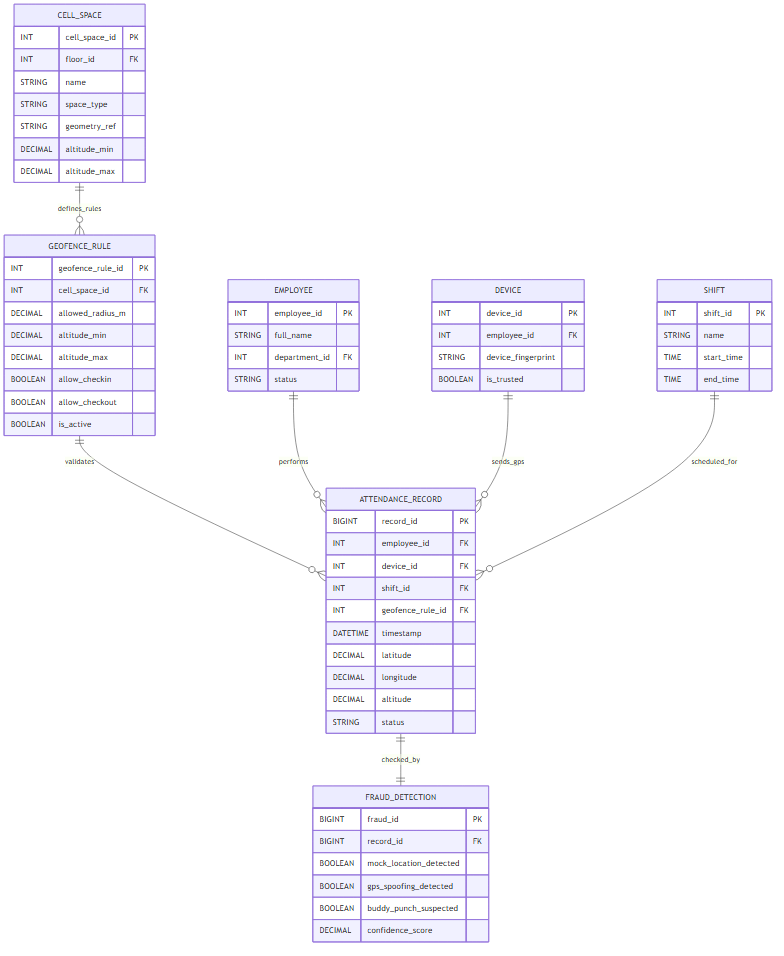 CELL_SPACE
INT cell_space_id PK
INT floor_id FK
STRING name
STRING space_type
STRING geometry_ref
DECIMAL altitude_min
DECIMAL altitude_max
defines_rules
GEOFENCE_RULE
INT geofence_rule_id PK
INT cell_space_id FK
DECIMAL allowed_radius_m
DECIMAL altitude_min
DECIMAL altitude_max
BOOLEAN allow_checkin
BOOLEAN allow_checkout
BOOLEAN is_active
EMPLOYEE
INT employee_id PK
STRING full_name
INT department_id FK
STRING status
DEVICE
INT device_id PK
INT employee_id FK
STRING device_fingerprint
BOOLEAN is_trusted
SHIFT
INT shift_id PK
STRING name
TIME start_time
TIME end_time
validates
performs
sends_gps
scheduled_for
ATTENDANCE_RECORD
BIGINT record_id PK
INT employee_id FK
INT device_id FK
INT shift_id FK
INT geofence_rule_id FK
DATETIME timestamp
DECIMAL latitude
DECIMAL longitude
DECIMAL altitude
STRING status
checked_by
FRAUD_DETECTION
BIGINT fraud_id PK
BIGINT record_id FK
BOOLEAN mock_location_detected
BOOLEAN gps_spoofing_detected
BOOLEAN buddy_punch_suspected
DECIMAL confidence_score